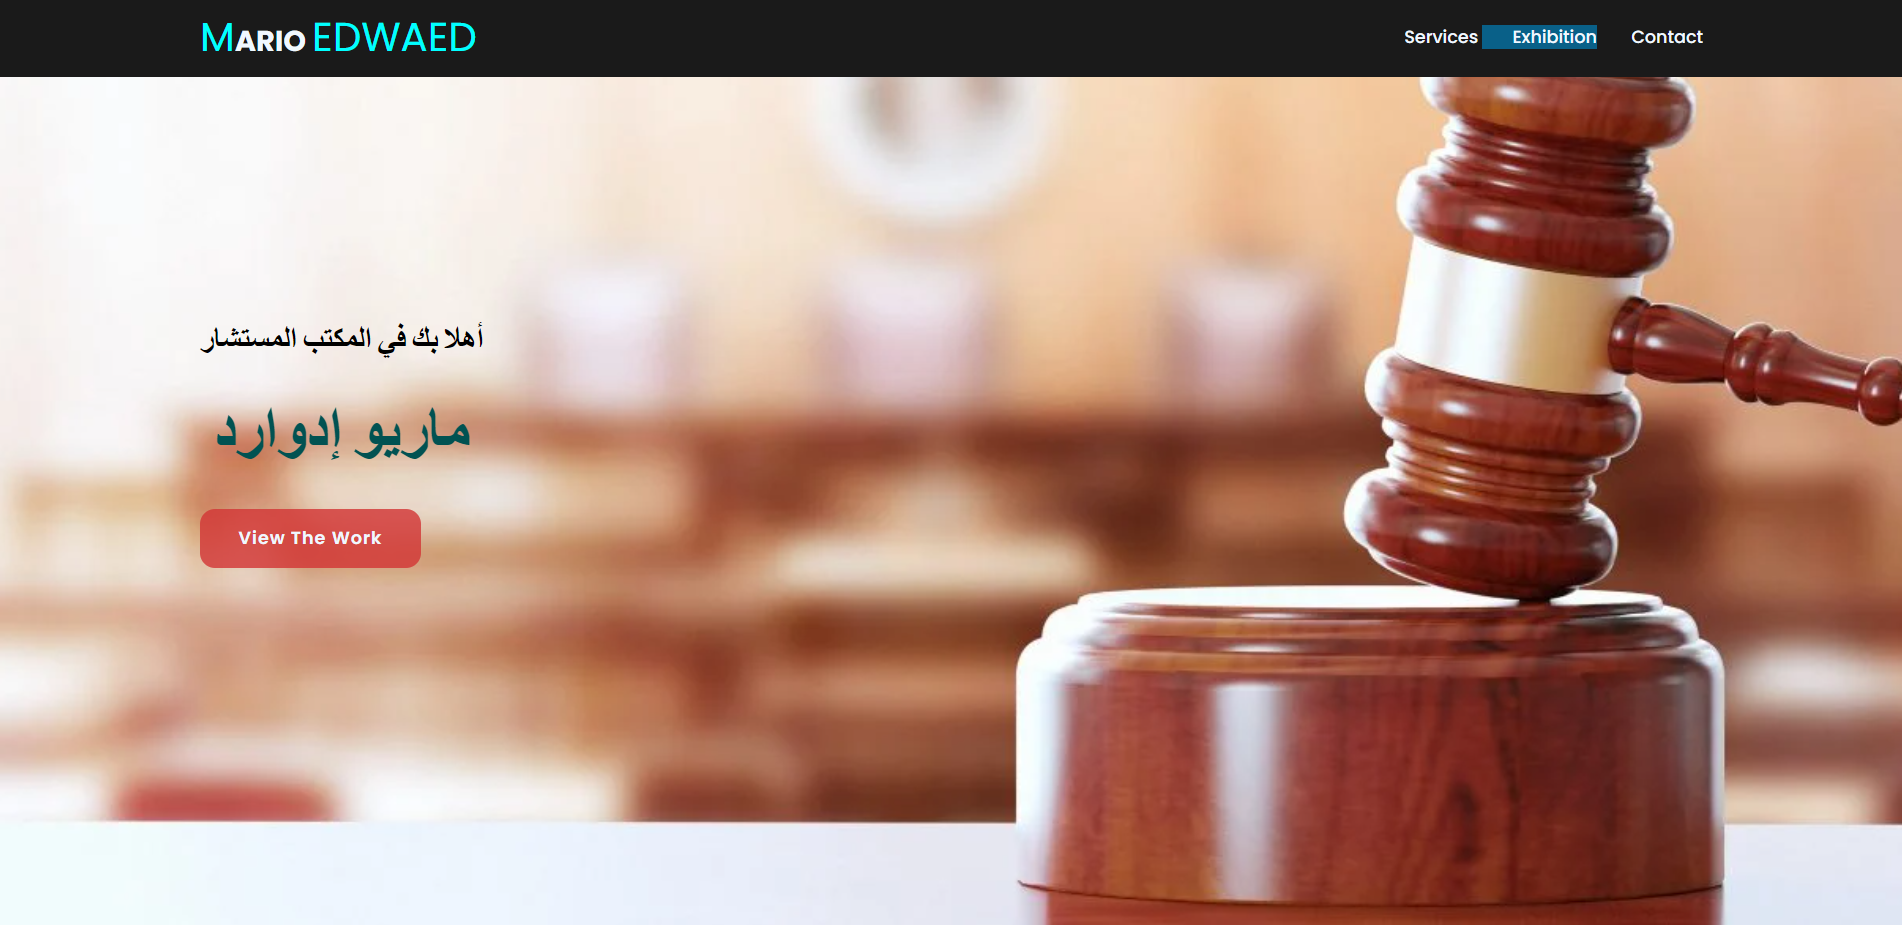 MARIO EDWAED
Services Exhibition Contact
أهلا بك في المكتب المستشار
ماريو إدوارد
View The Work